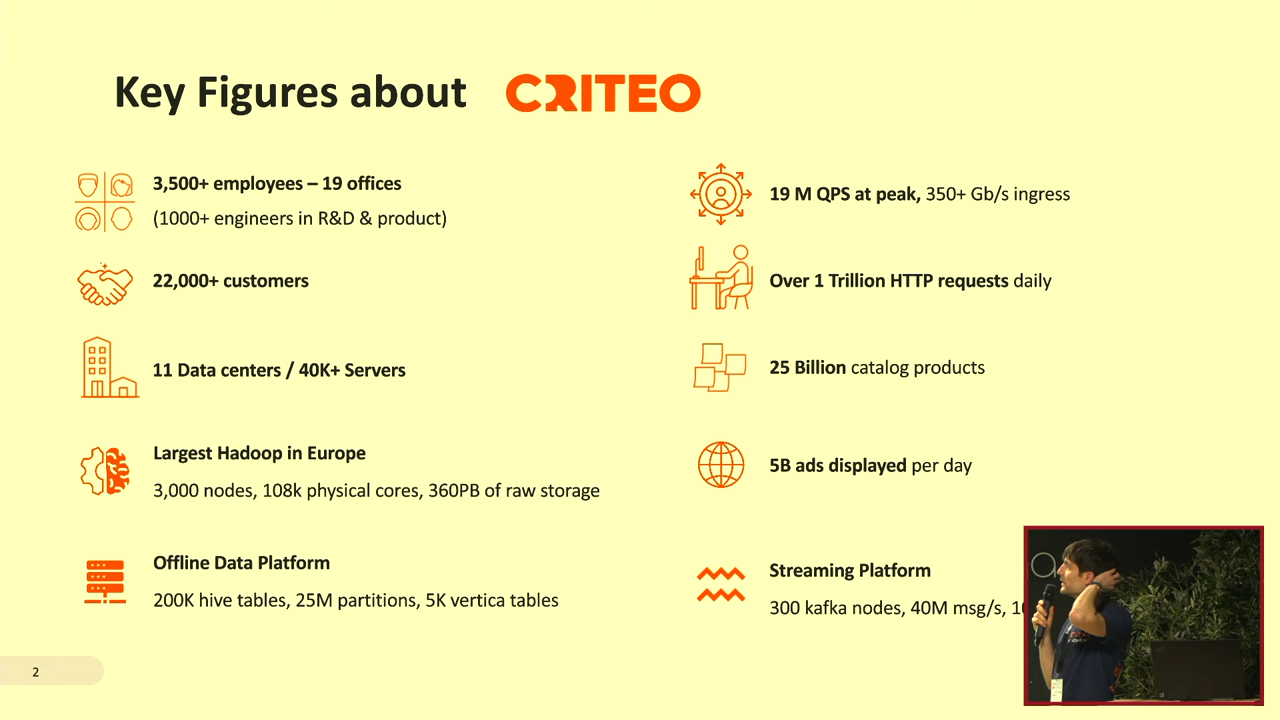 Key Figures about CRITEO
3,500+ employees – 19 offices
(1000+ engineers in R&D & product)
22,000+ customers
11 Data centers / 40K+ Servers
Largest Hadoop in Europe
3,000 nodes, 108k physical cores, 360PB of raw storage
Offline Data Platform
200K hive tables, 25M partitions, 5K vertica tables
19 M QPS at peak, 350+ Gb/s ingress
Over 1 Trillion HTTP requests daily
25 Billion catalog products
5B ads displayed per day
Streaming Platform
300 kafka nodes, 40M msg/s,
2